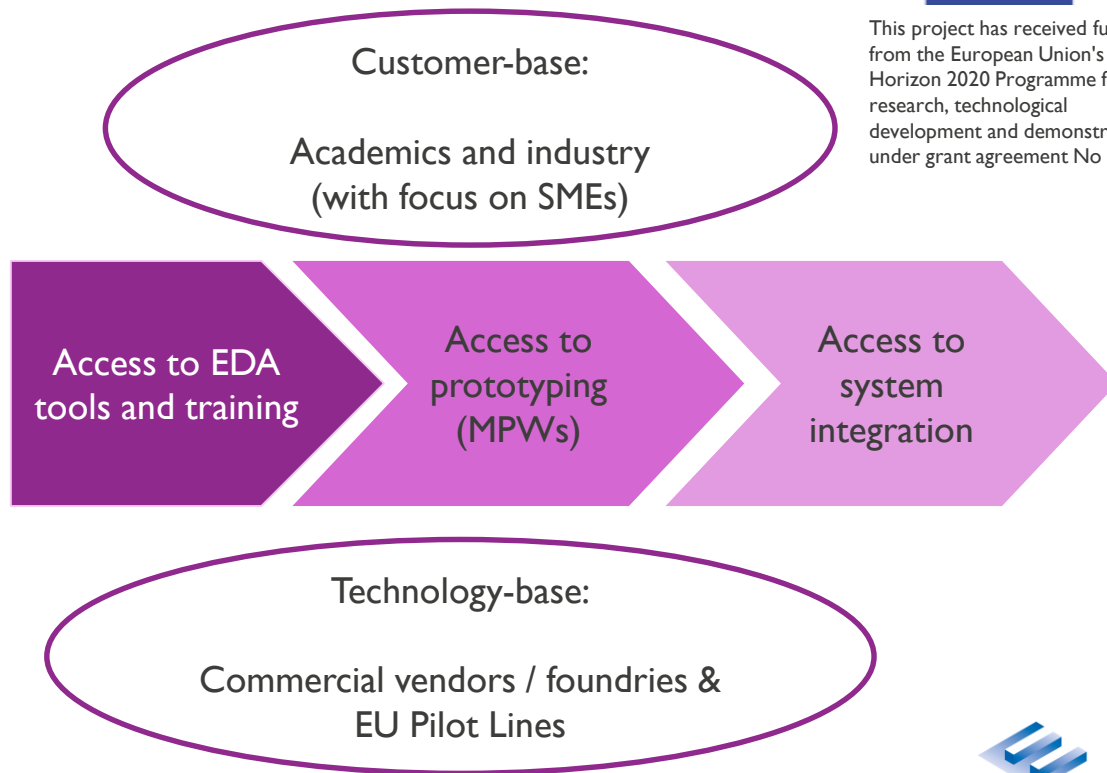 Customer-base:
Academics and industry
(with focus on SMEs)
This project has received
from the European Union's
Horizon 2020 Programme
research, technological
development and
under grant agreement No
Access to EDA
tools and training
Access to
prototyping
(MPWs)
Access to
system
integration
Technology-base:
Commercial vendors / foundries &
EU Pilot Lines